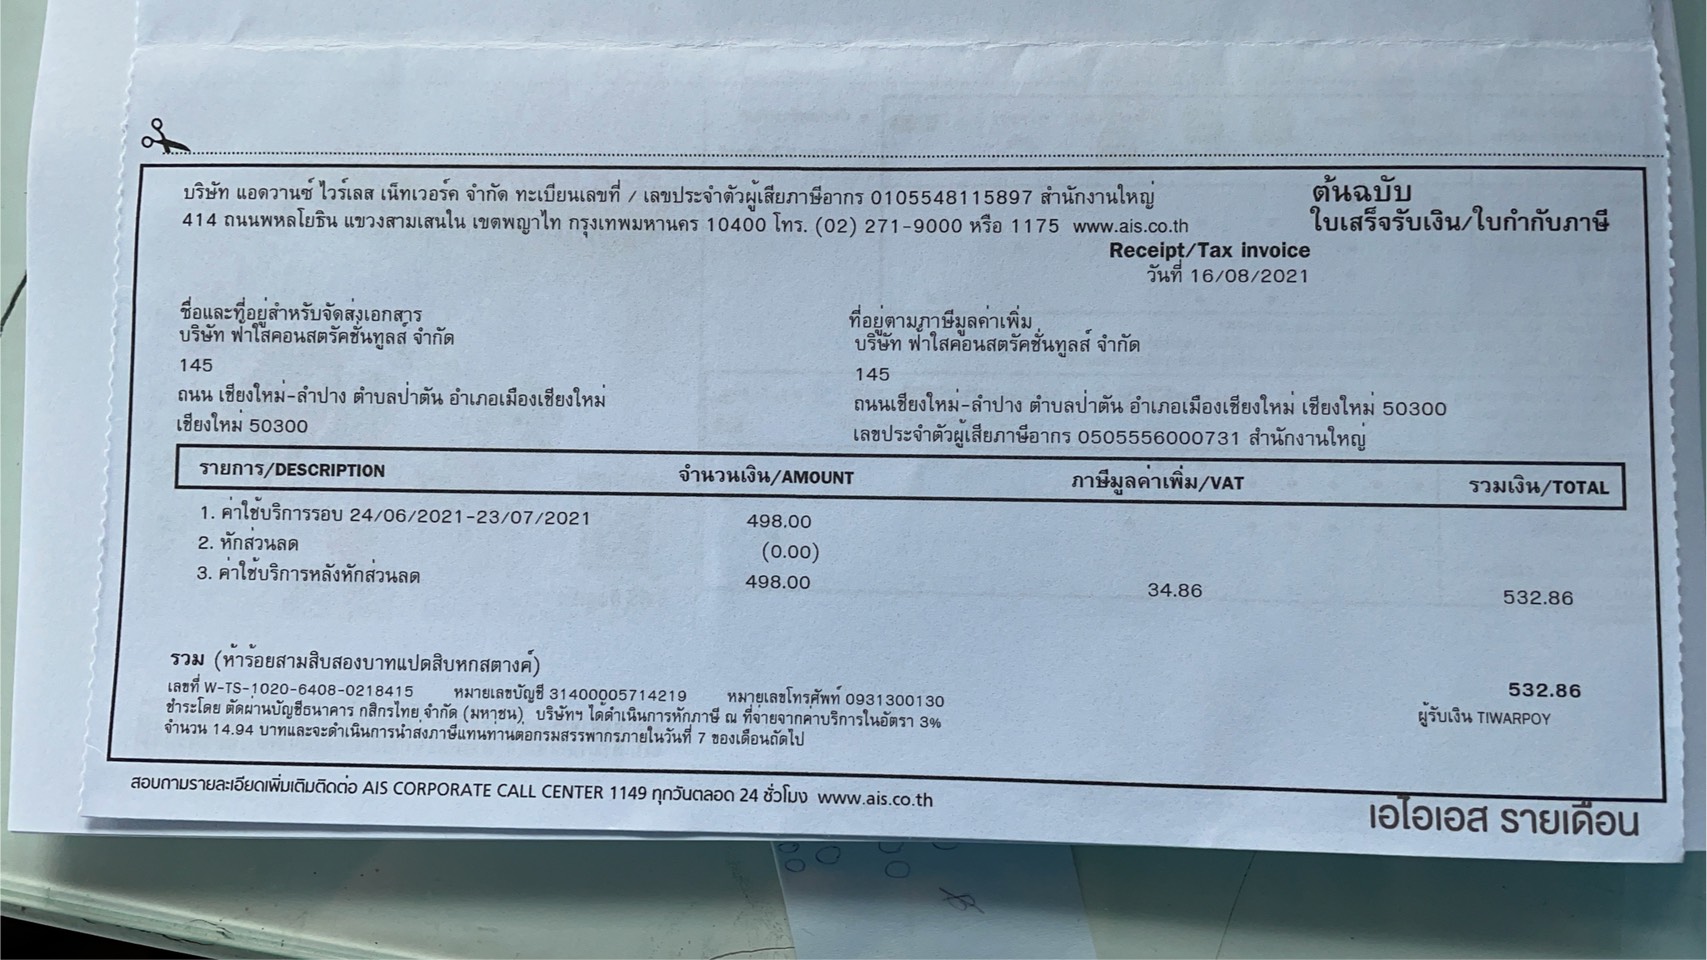 บริษัท แอดวานซ์ ไวร์เลส เน็ทเวอร์ค จำกัด ทะเบียนเลขที่ / เลขประจำตัวผู้เสียภาษีอากร 0105548115897 สำนักงานใหญ่
414 ถนนพหลโยธิน แขวงสามเสนใน เขตพญาไท กรุงเทพมหานคร 10400 โทร. (02) 271-9000 หรือ 1175 www.ais.co.th
ต้นฉบับ
ใบเสร็จรับเงิน/ใบกำกับภาษี
Receipt/Tax invoice
วันที่ 16/08/2021
ชื่อและที่อยู่สำหรับจัดส่งเอกสาร
บริษัท ฟ้าใสคอนสตรัคชั่นทูลส์ จำกัด
145
ถนน เชียงใหม่-ลำปาง ตำบลป่าตัน อำเภอเมืองเชียงใหม่
เชียงใหม่ 50300
ที่อยู่ตามภาษีมูลค่าเพิ่ม
บริษัท ฟ้าใสคอนสตรัคชั่นทูลส์ จำกัด
145
ถนนเชียงใหม่-ลำปาง ตำบลป่าตัน อำเภอเมืองเชียงใหม่ เชียงใหม่ 50300
เลขประจำตัวผู้เสียภาษีอากร 0505556000731 สำนักงานใหญ่
รายการ/DESCRIPTION จำนวนเงิน/AMOUNT ภาษีมูลค่าเพิ่ม/VAT รวมเงิน/TOTAL
1. ค่าใช้บริการรอบ 24/06/2021-23/07/2021 498.00
2. หักส่วนลด (0.00)
3. ค่าใช้บริการหลังหักส่วนลด 498.00 34.86 532.86
รวม (ห้าร้อยสามสิบสองบาทแปดสิบหกสตางค์) 532.86
เลขที่ W-TS-1020-6408-0218415 หมายเลขบัญชี 31400005714219 หมายเลขโทรศัพท์ 0931300130
ชำระโดย ตัดผ่านบัญชีธนาคาร กสิกรไทย จำกัด (มหาชน) บริษัทฯ ได้ดำเนินการหักภาษี ณ ที่จ่ายจากค่าบริการในอัตรา 3%
จำนวน 14.94 บาทและจะดำเนินการนำส่งภาษีแทนท่านต่อกรมสรรพากรภายในวันที่ 7 ของเดือนถัดไป
ผู้รับเงิน TIWARPOY
สอบถามรายละเอียดเพิ่มเติมติดต่อ AIS CORPORATE CALL CENTER 1149 ทุกวันตลอด 24 ชั่วโมง www.ais.co.th
เอไอเอส รายเดือน